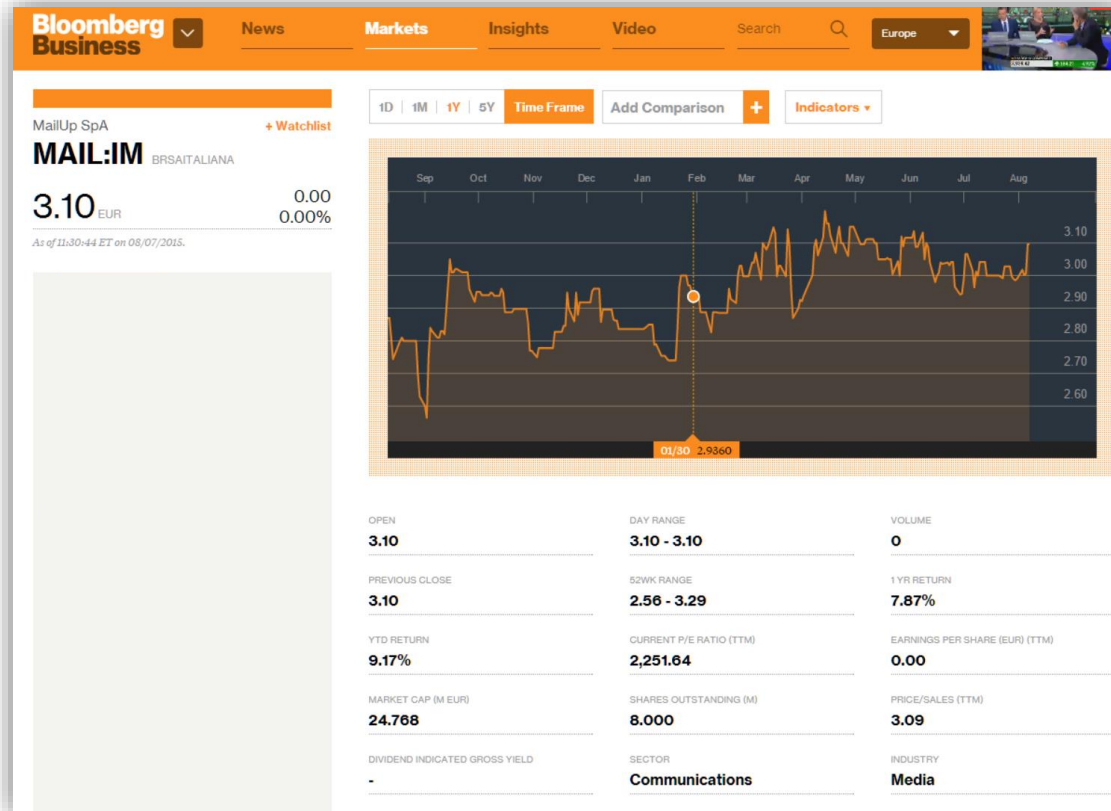 Bloomberg
Business
News
Markets
Insights
Video
Search
Europe
MailUp SpA
+ Watchlist
MAIL:IM BRSAITALIANA
3.10 EUR
0.00
0.00%
As of 11:30:44 ET on 08/07/2015.
1D 1M 1Y 5Y Time Frame
Add Comparison +
Indicators
Sep Oct Nov Dec Jan Feb Mar Apr May Jun Jul Aug
3.10
3.00
2.90
2.80
2.70
2.60
01/30 2.9360
OPEN
3.10
DAY RANGE
3.10 - 3.10
VOLUME
0
PREVIOUS CLOSE
3.10
52WK RANGE
2.56 - 3.29
1 YR RETURN
7.87%
YTD RETURN
9.17%
CURRENT P/E RATIO (TTM)
2,251.64
EARNINGS PER SHARE (EUR) (TTM)
0.00
MARKET CAP (M EUR)
24.768
SHARES OUTSTANDING (M)
8.000
PRICE/SALES (TTM)
3.09
DIVIDEND INDICATED GROSS YIELD
-
SECTOR
Communications
INDUSTRY
Media